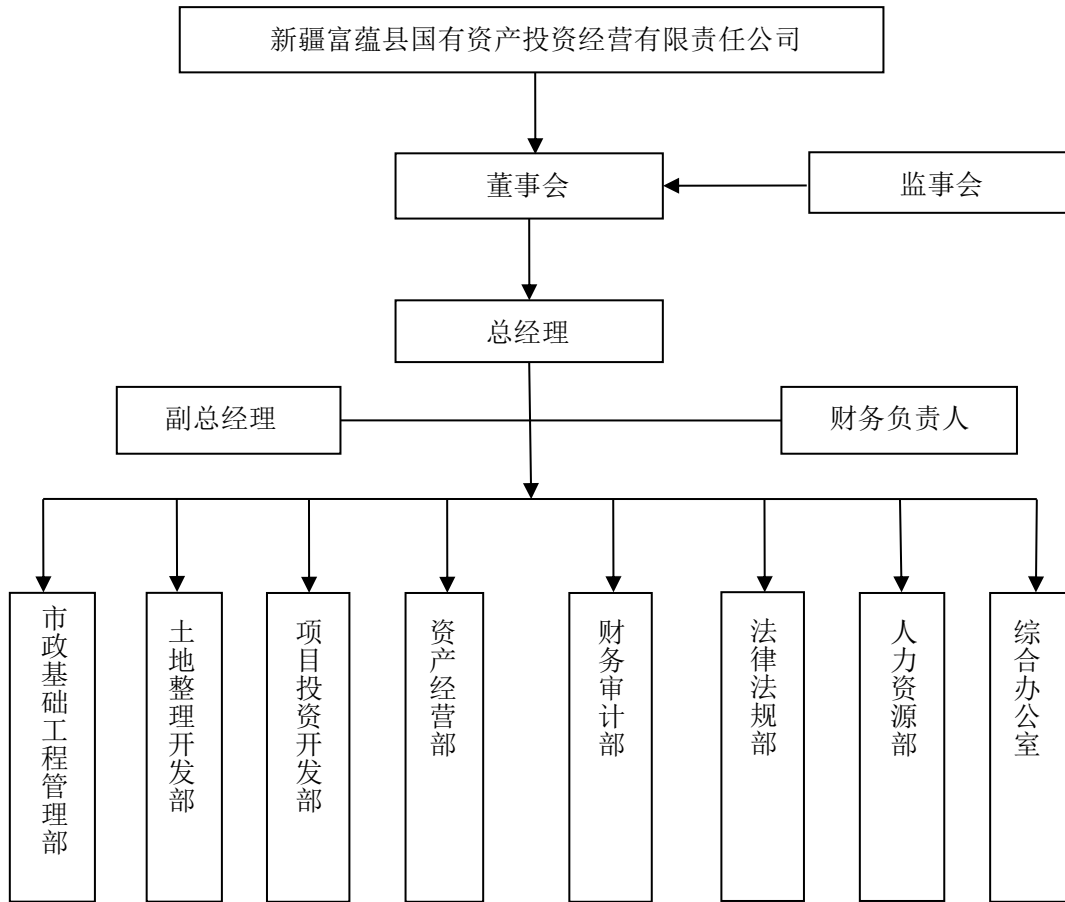 新疆富蕴县国有资产投资经营有限责任公司
董事会
监事会
总经理
副总经理
财务负责人
市政基础工程管理部
土地整理开发部
项目投资开发部
资产经营部
财务审计部
法律法规部
人力资源部
综合办公室